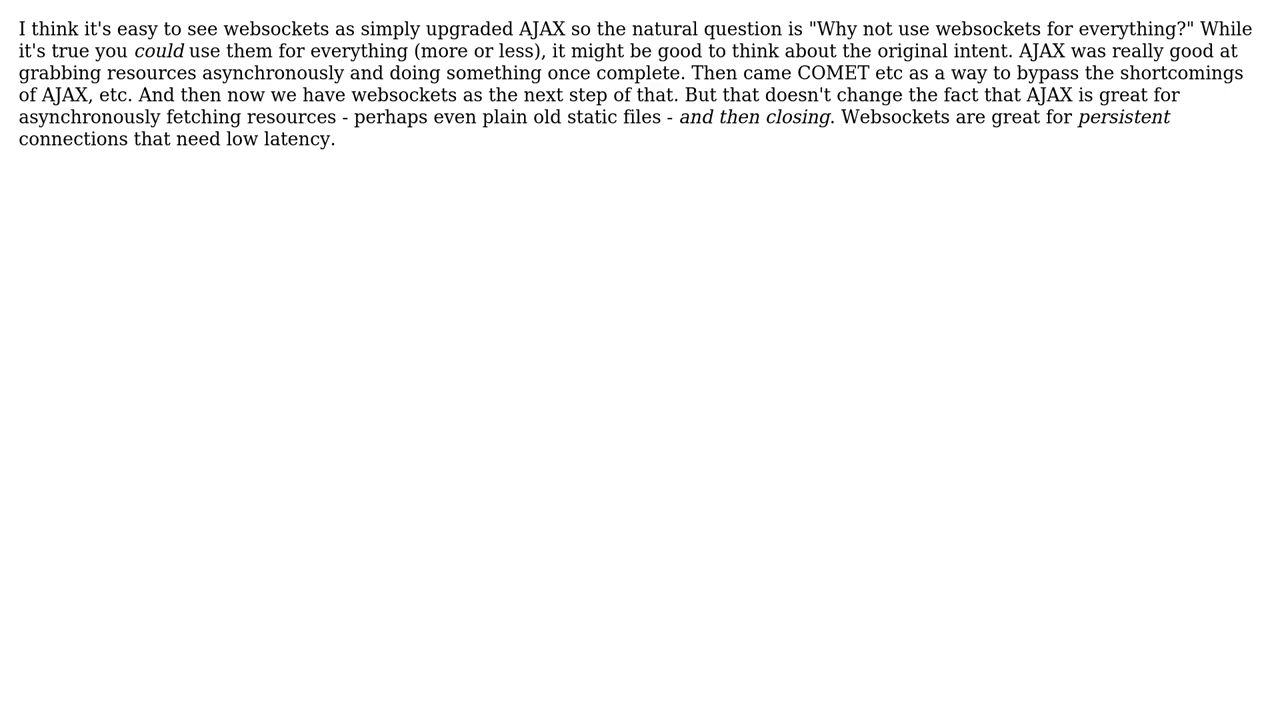 I think it's easy to see websockets as simply upgraded AJAX so the natural question is "Why not use websockets for everything?" While
it's true you could use them for everything (more or less), it might be good to think about the original intent. AJAX was really good at
grabbing resources asynchronously and doing something once complete. Then came COMET etc as a way to bypass the shortcomings
of AJAX, etc. And then now we have websockets as the next step of that. But that doesn't change the fact that AJAX is great for
asynchronously fetching resources - perhaps even plain old static files - and then closing. Websockets are great for persistent
connections that need low latency.